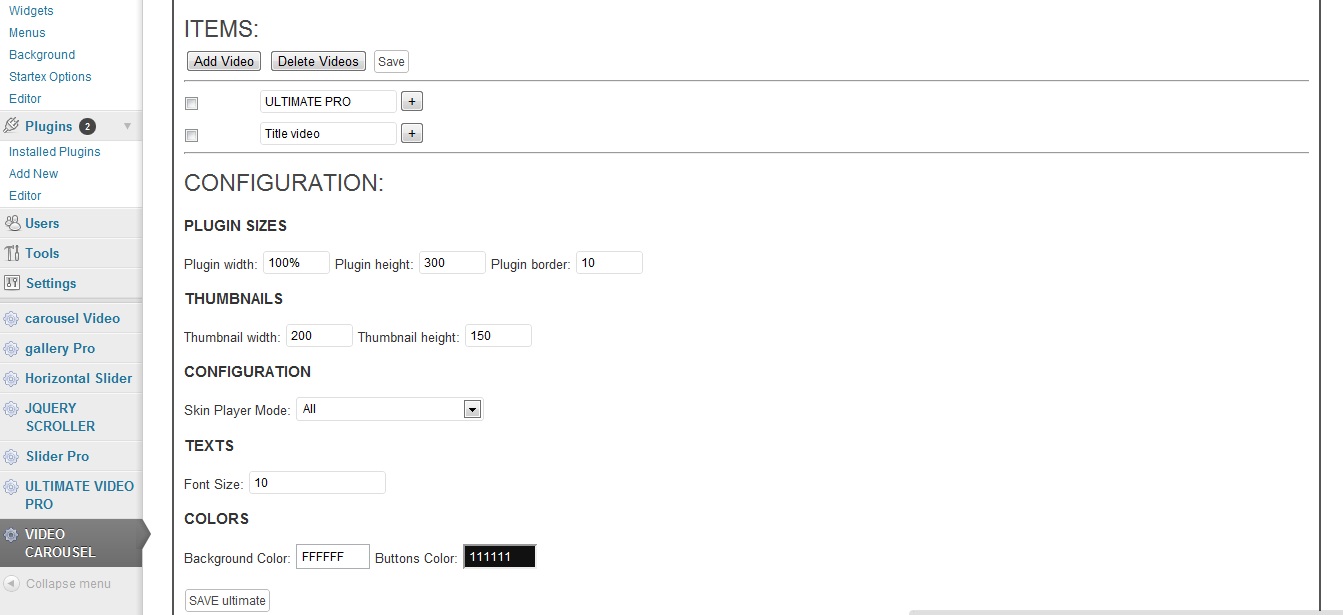 Widgets
Menus
Background
Startex Options
Editor
Plugins 2
Installed Plugins
Add New
Editor
Users
Tools
Settings
carousel Video
gallery Pro
Horizontal Slider
JQUERY
SCROLLER
Slider Pro
ULTIMATE VIDEO
PRO
VIDEO
CAROUSEL
Collapse menu
ITEMS:
Add Video Delete Videos Save
ULTIMATE PRO +
Title video +
CONFIGURATION:
PLUGIN SIZES
Plugin width: 100% Plugin height: 300 Plugin border: 10
THUMBNAILS
Thumbnail width: 200 Thumbnail height: 150
CONFIGURATION
Skin Player Mode: All
TEXTS
Font Size: 10
COLORS
Background Color: FFFFFF Buttons Color: 111111
SAVE ultimate